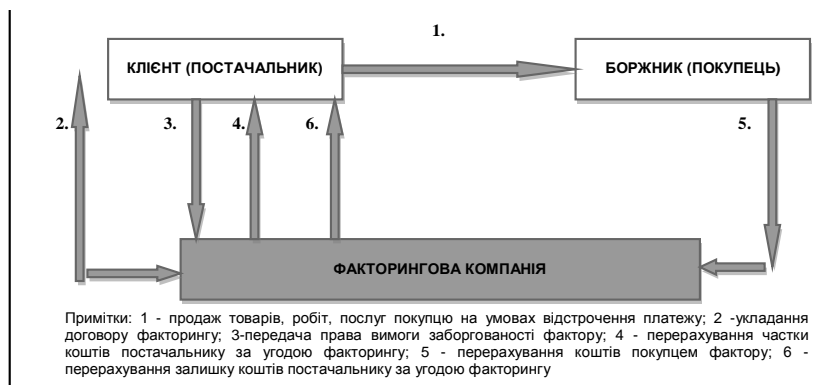 1.
КЛІЄНТ (ПОСТАЧАЛЬНИК)
БОРЖНИК (ПОКУПЕЦЬ)
2.
3.
4.
6.
5.
ФАКТОРИНГОВА КОМПАНІЯ
Примітки: 1 - продаж товарів, робіт, послуг покупцю на умовах відстрочення платежу; 2 -укладання
договору факторингу; 3-передача права вимоги заборгованості фактору; 4 - перерахування частки
коштів постачальнику за угодою факторингу; 5 - перерахування коштів покупцем фактору; 6 -
перерахування залишку коштів постачальнику за угодою факторингу